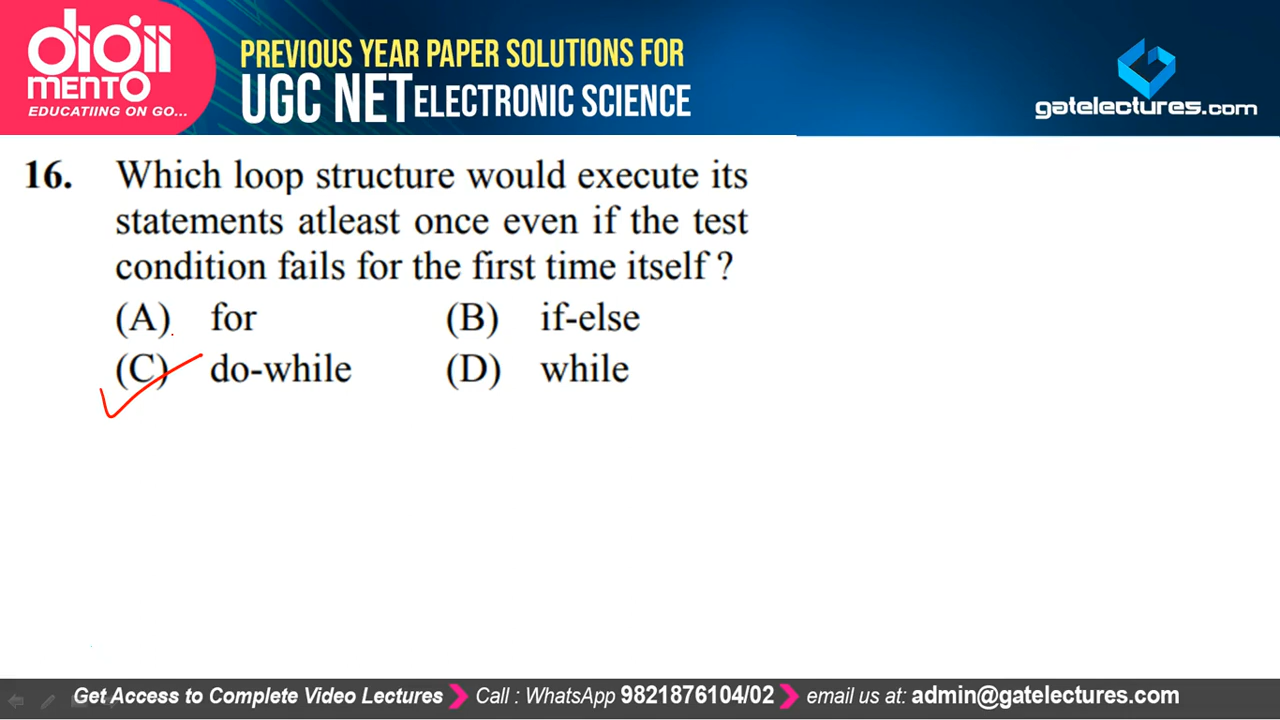 digii
MENTO
EDUCATIING ON GO...
PREVIOUS YEAR PAPER SOLUTIONS FOR
UGC NET ELECTRONIC SCIENCE
gatelectures.com
16. Which loop structure would execute its
statements atleast once even if the test
condition fails for the first time itself ?
(A) for (B) if-else
(C) do-while (D) while
Get Access to Complete Video Lectures Call : WhatsApp 9821876104/02 email us at: admin@gatelectures.com